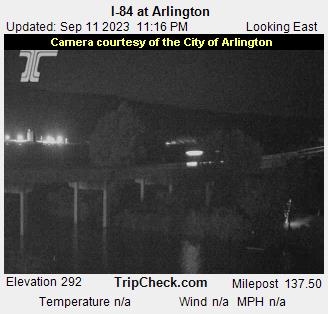 I-84 at Arlington
Updated: Sep 11 2023 11:16 PM Looking East
Camera courtesy of the City of Arlington
Elevation 292 TripCheck.com Milepost 137.50
Temperature n/a Wind n/a MPH n/a